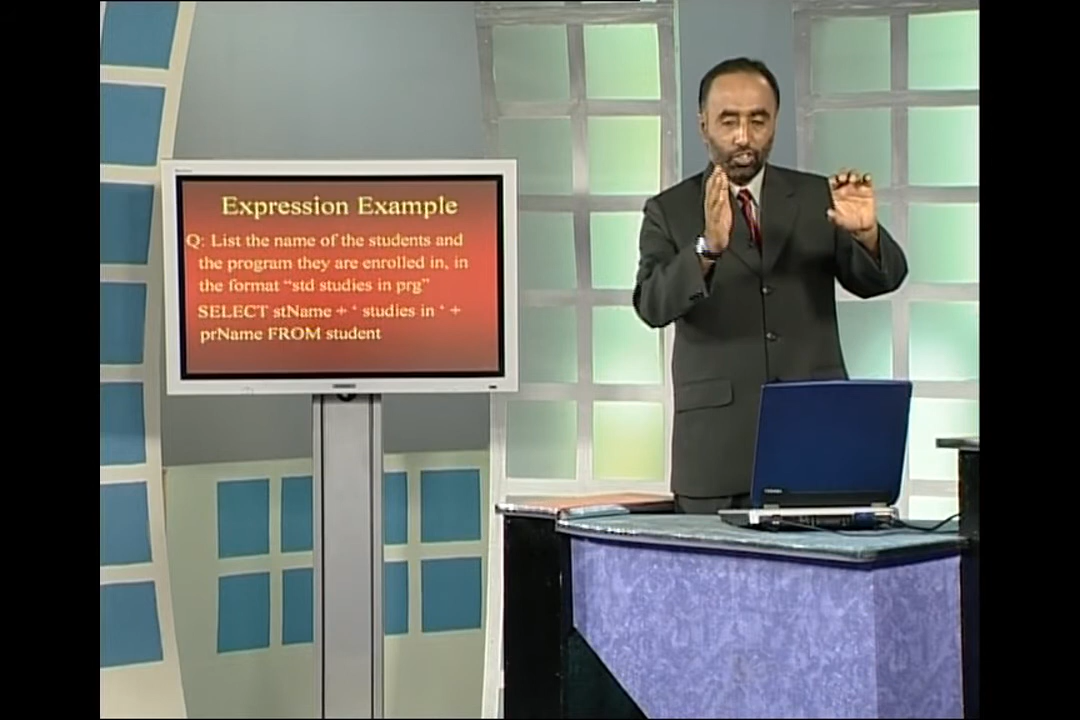 Expression Example
Q: List the name of the students and
the program they are enrolled in, in
the format “std studies in prg”
SELECT stName + ‘ studies in ‘ +
prName FROM student
TOSHIBA